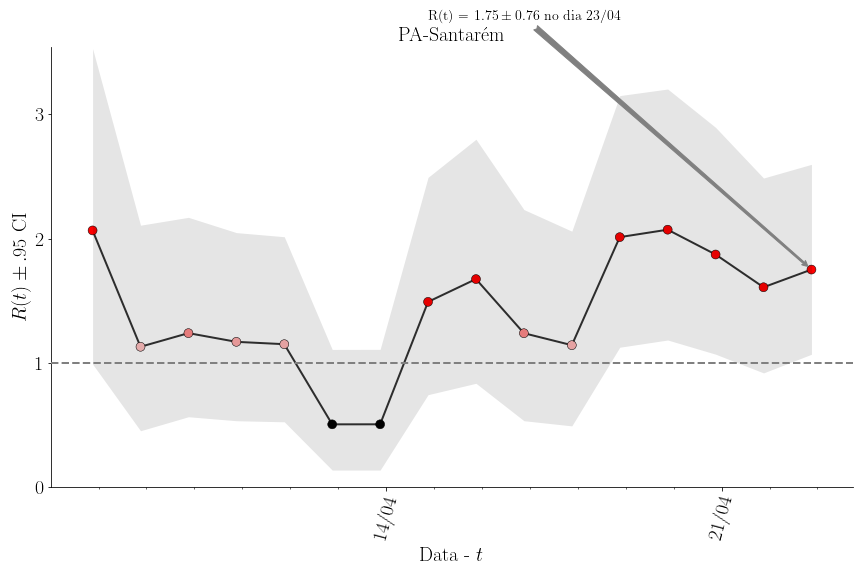 R(t) = 1.75 ± 0.76 no dia 23/04
PA-Santarém
3
2
1
0
R(t) ± .95 CI
14/04
21/04
Data - t